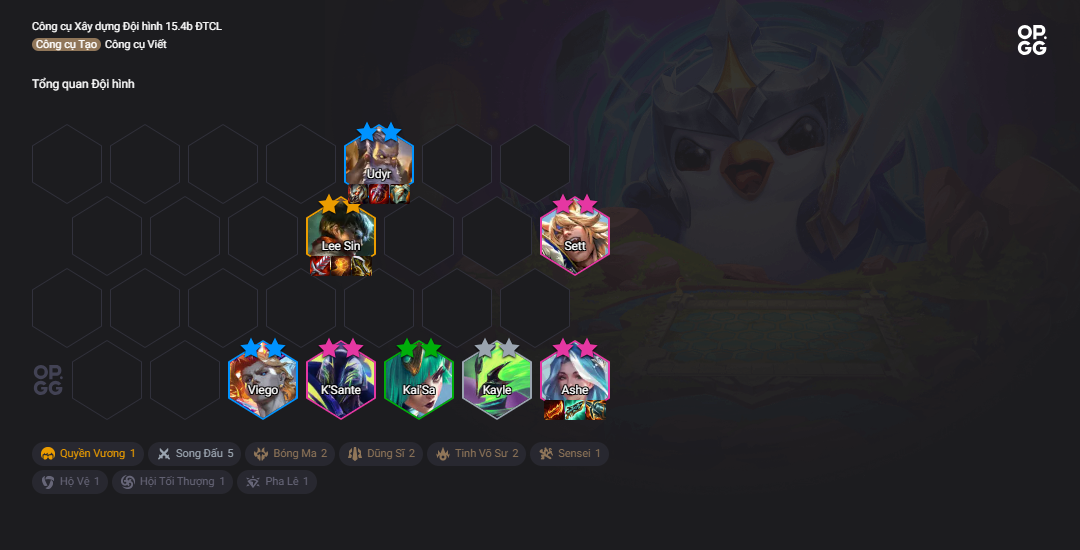 Công cụ Xây dựng Đội hình 15.4b ĐTCL
Công cụ Tạo Công cụ Viết
OP.
GG
Tổng quan Đội hình
Udyr
Lee Sin
Sett
OP.
GG
Viego
K'Sante
Kai'Sa
Kayle
Ashe
Quyền Vương 1
Song Đấu 5
Bóng Ma 2
Dũng Sĩ 2
Tinh Võ Sư 2
Sensei 1
Hộ Vệ 1
Hội Tối Thượng 1
Pha Lê 1